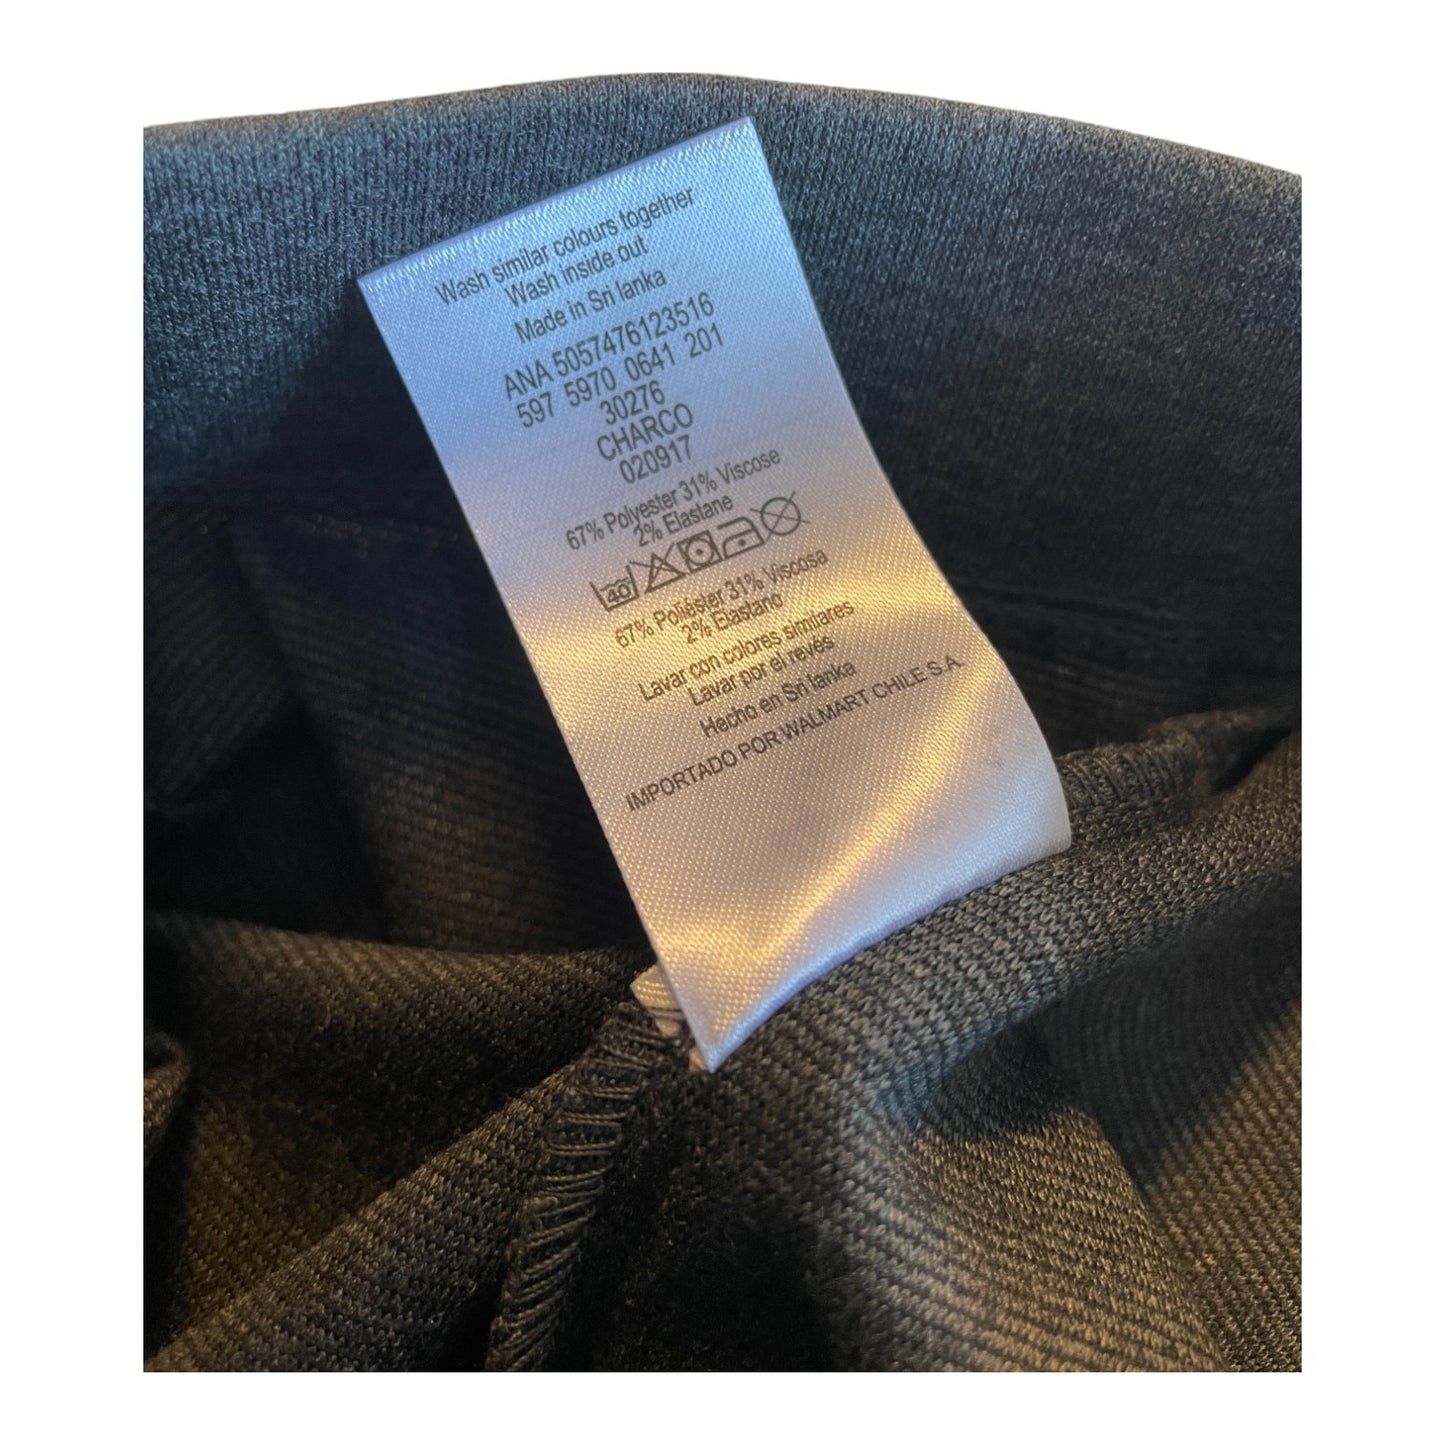 Wash similar colours together
Wash inside out
Made in Sri lanka
ANA 5057476123516
597 5970 0641 201
30276
CHARCO
020917
67% Polyester 31% Viscose
2% Elastane
40
67% Poliéster 31% Viscosa
2% Elastano
Lavar con colores similares
Lavar por el revés
Hecho en Sri lanka
IMPORTADO POR WALMART CHILE S.A.